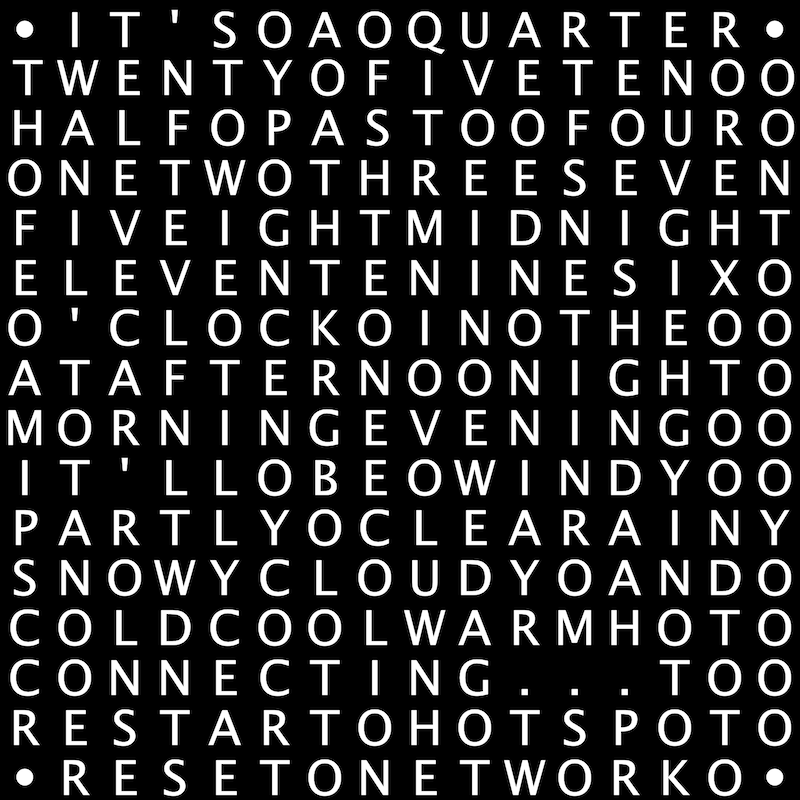 • I T ' S O A O Q U A R T E R •
T W E N T Y O F I V E T E N O O
H A L F O P A S T O O F O U R O
O N E T W O T H R E E S E V E N
F I V E I G H T M I D N I G H T
E L E V E N T E N I N E S I X O
O ' C L O C K O I N O T H E O O
A T A F T E R N O O N I G H T O
M O R N I N G E V E N I N G O O
I T ' L L O B E O W I N D Y O O
P A R T L Y O C L E A R A I N Y
S N O W Y C L O U D Y O A N D O
C O L D C O O L W A R M H O T O
C O N N E C T I N G . . . T O O
R E S T A R T O H O T S P O T O
• R E S E T O N E T W O R K O •